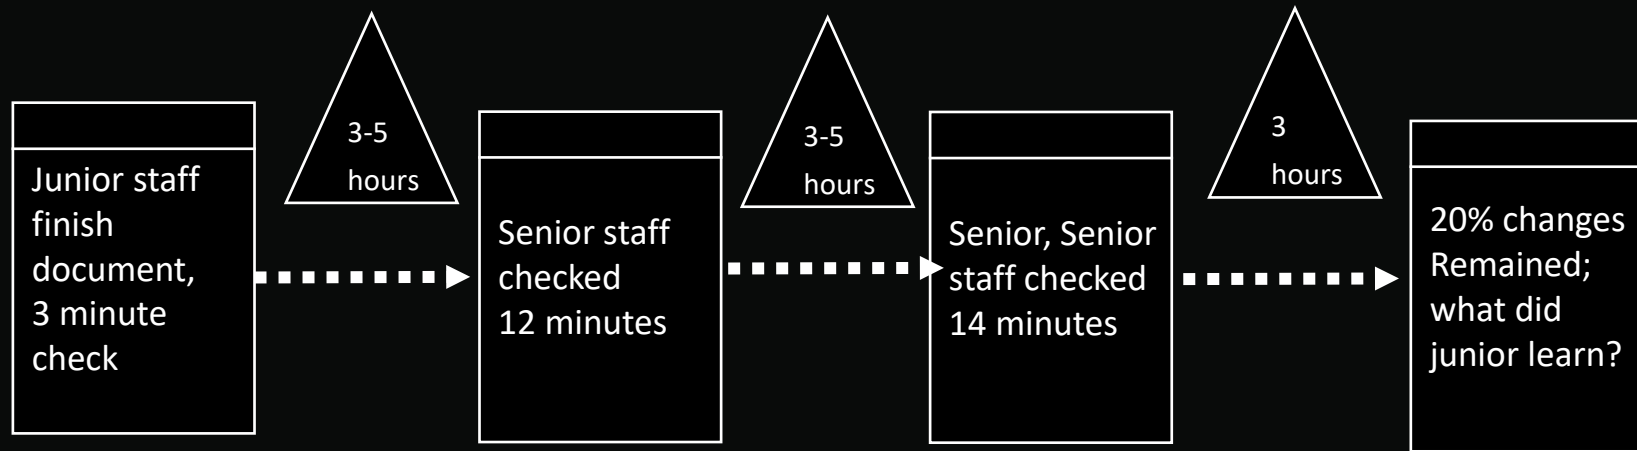 Junior staff
finish
document,
3 minute
check
3-5
hours
Senior staff
checked
12 minutes
3-5
hours
Senior, Senior
staff checked
14 minutes
3
hours
20% changes
Remained;
what did
junior learn?